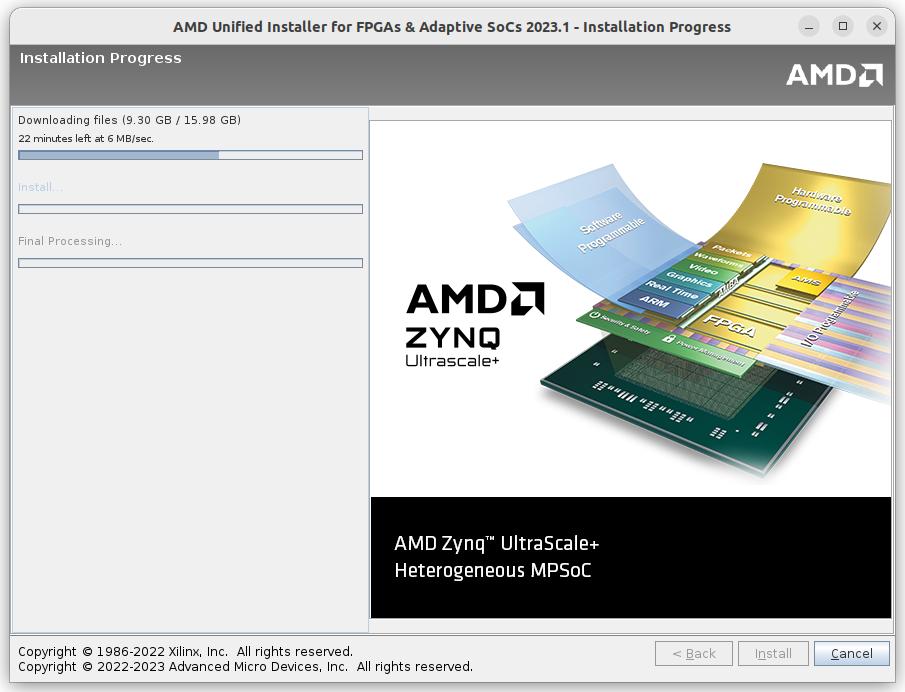 AMD Unified Installer for FPGAs & Adaptive SoCs 2023.1 - Installation Progress
Installation Progress
AMD
Downloading files (9.30 GB / 15.98 GB)
22 minutes left at 6 MB/sec.
Install...
Final Processing...
Software
Programmable
Hardware
Programmable
Packets
Waveforms
Video
Graphics
Real Time
ARM
AMBA
AMS
FPGA
I/O Programmable
Security & Safety
Power Management
AMD
ZYNQ
Ultrascale+
AMD Zynq™ UltraScale+
Heterogeneous MPSoC
Copyright © 1986-2022 Xilinx, Inc.  All rights reserved.
Copyright © 2022-2023 Advanced Micro Devices, Inc.  All rights reserved.
< Back
Install
Cancel